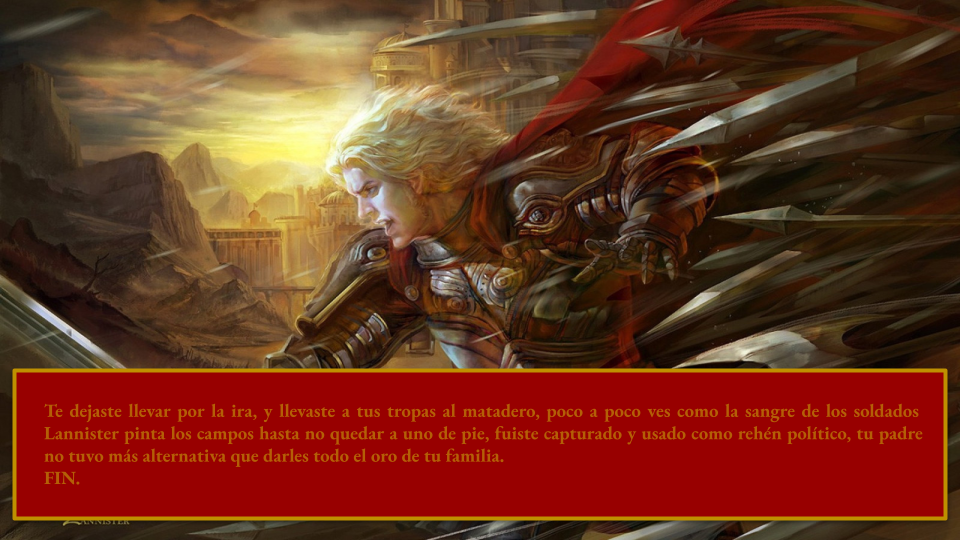 Te dejaste llevar por la ira, y llevaste a tus tropas al matadero, poco a poco ves como la sangre de los soldados
Lannister pinta los campos hasta no quedar a uno de pie, fuiste capturado y usado como rehén político, tu padre
no tuvo más alternativa que darles todo el oro de tu familia.
FIN.
LANNISTER